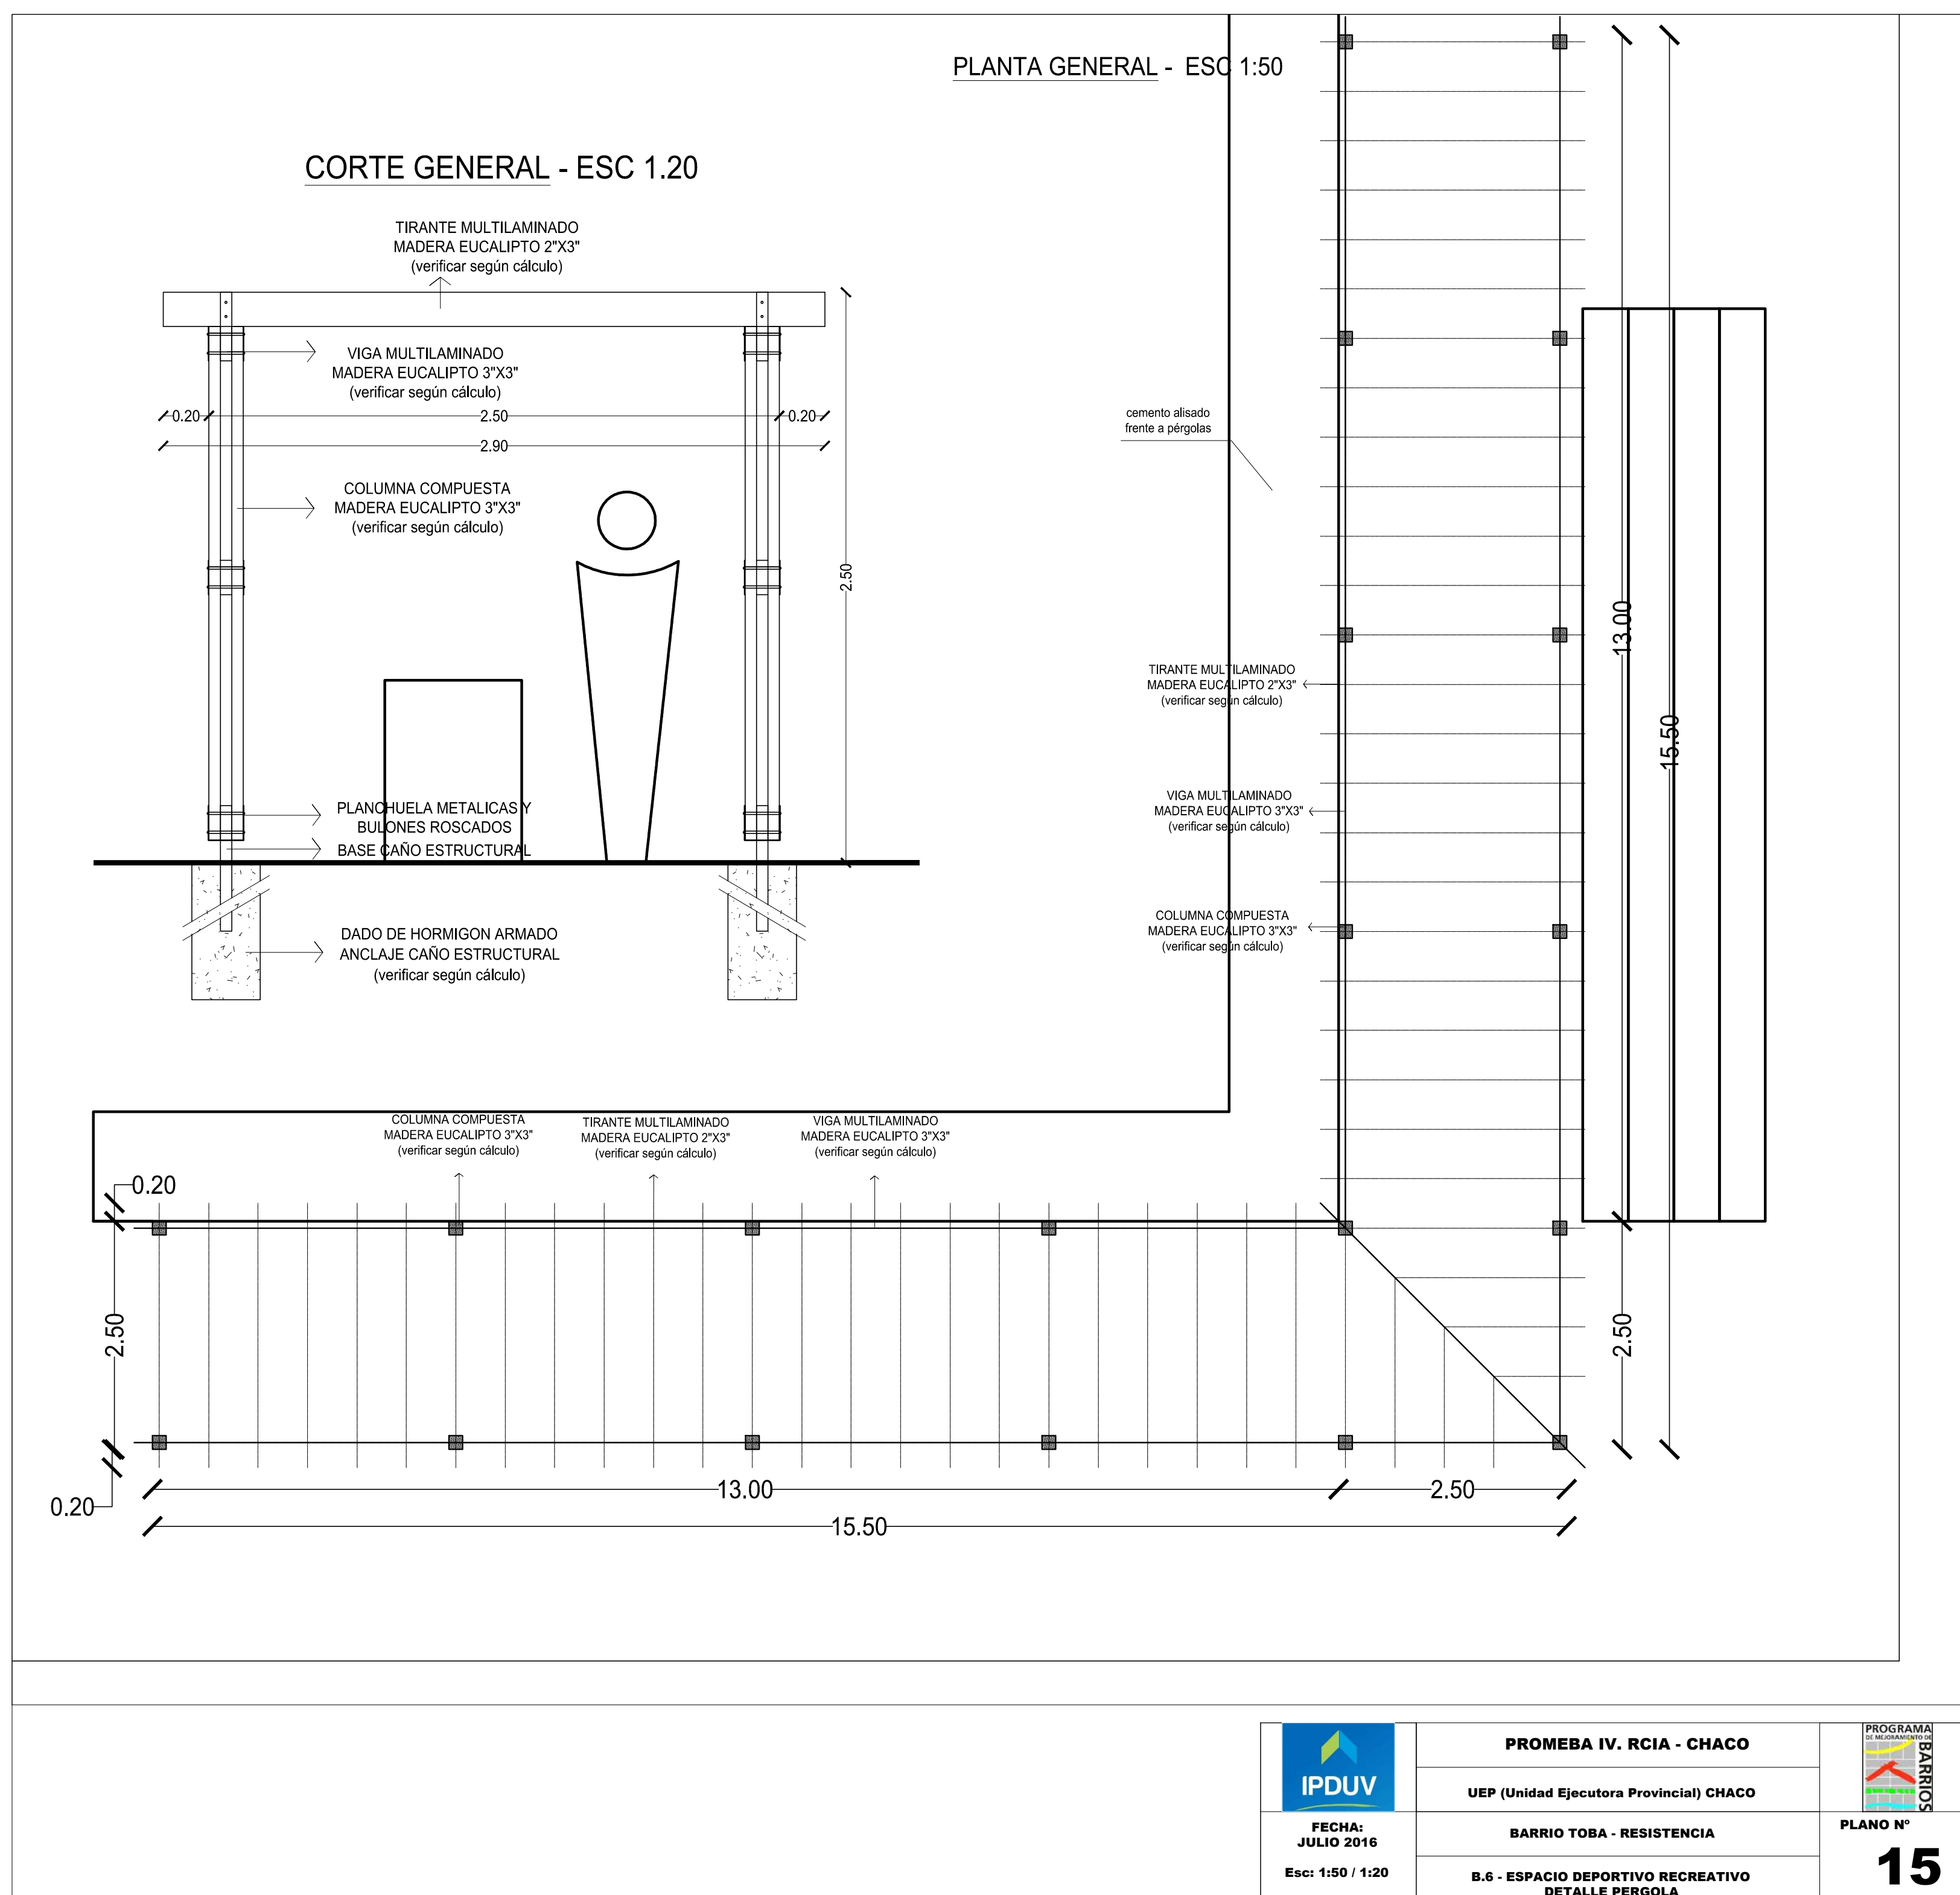 PLANTA GENERAL - ESC 1:50
CORTE GENERAL - ESC 1.20
TIRANTE MULTILAMINADO
MADERA EUCALIPTO 2"X3"
(verificar según cálculo)
VIGA MULTILAMINADO
MADERA EUCALIPTO 3"X3"
(verificar según cálculo)
0.20
2.50
0.20
2.90
COLUMNA COMPUESTA
MADERA EUCALIPTO 3"X3"
(verificar según cálculo)
2.50
PLANCHUELA METALICAS Y
BULONES ROSCADOS
BASE CAÑO ESTRUCTURAL
DADO DE HORMIGON ARMADO
ANCLAJE CAÑO ESTRUCTURAL
(verificar según cálculo)
cemento alisado
frente a pérgolas
13.00
15.50
TIRANTE MULTILAMINADO
MADERA EUCALIPTO 2"X3"
(verificar según cálculo)
VIGA MULTILAMINADO
MADERA EUCALIPTO 3"X3"
(verificar según cálculo)
COLUMNA COMPUESTA
MADERA EUCALIPTO 3"X3"
(verificar según cálculo)
COLUMNA COMPUESTA
MADERA EUCALIPTO 3"X3"
(verificar según cálculo)
TIRANTE MULTILAMINADO
MADERA EUCALIPTO 2"X3"
(verificar según cálculo)
VIGA MULTILAMINADO
MADERA EUCALIPTO 3"X3"
(verificar según cálculo)
0.20
2.50
2.50
0.20
13.00
2.50
15.50
IPDUV
PROMEBA IV. RCIA - CHACO
UEP (Unidad Ejecutora Provincial) CHACO
PROGRAMA
DE MEJORAMIENTO DE
BARRIOS
FECHA:
JULIO 2016
Esc: 1:50 / 1:20
BARRIO TOBA - RESISTENCIA
B.6 - ESPACIO DEPORTIVO RECREATIVO
DETALLE PERGOLA
PLANO Nº
15